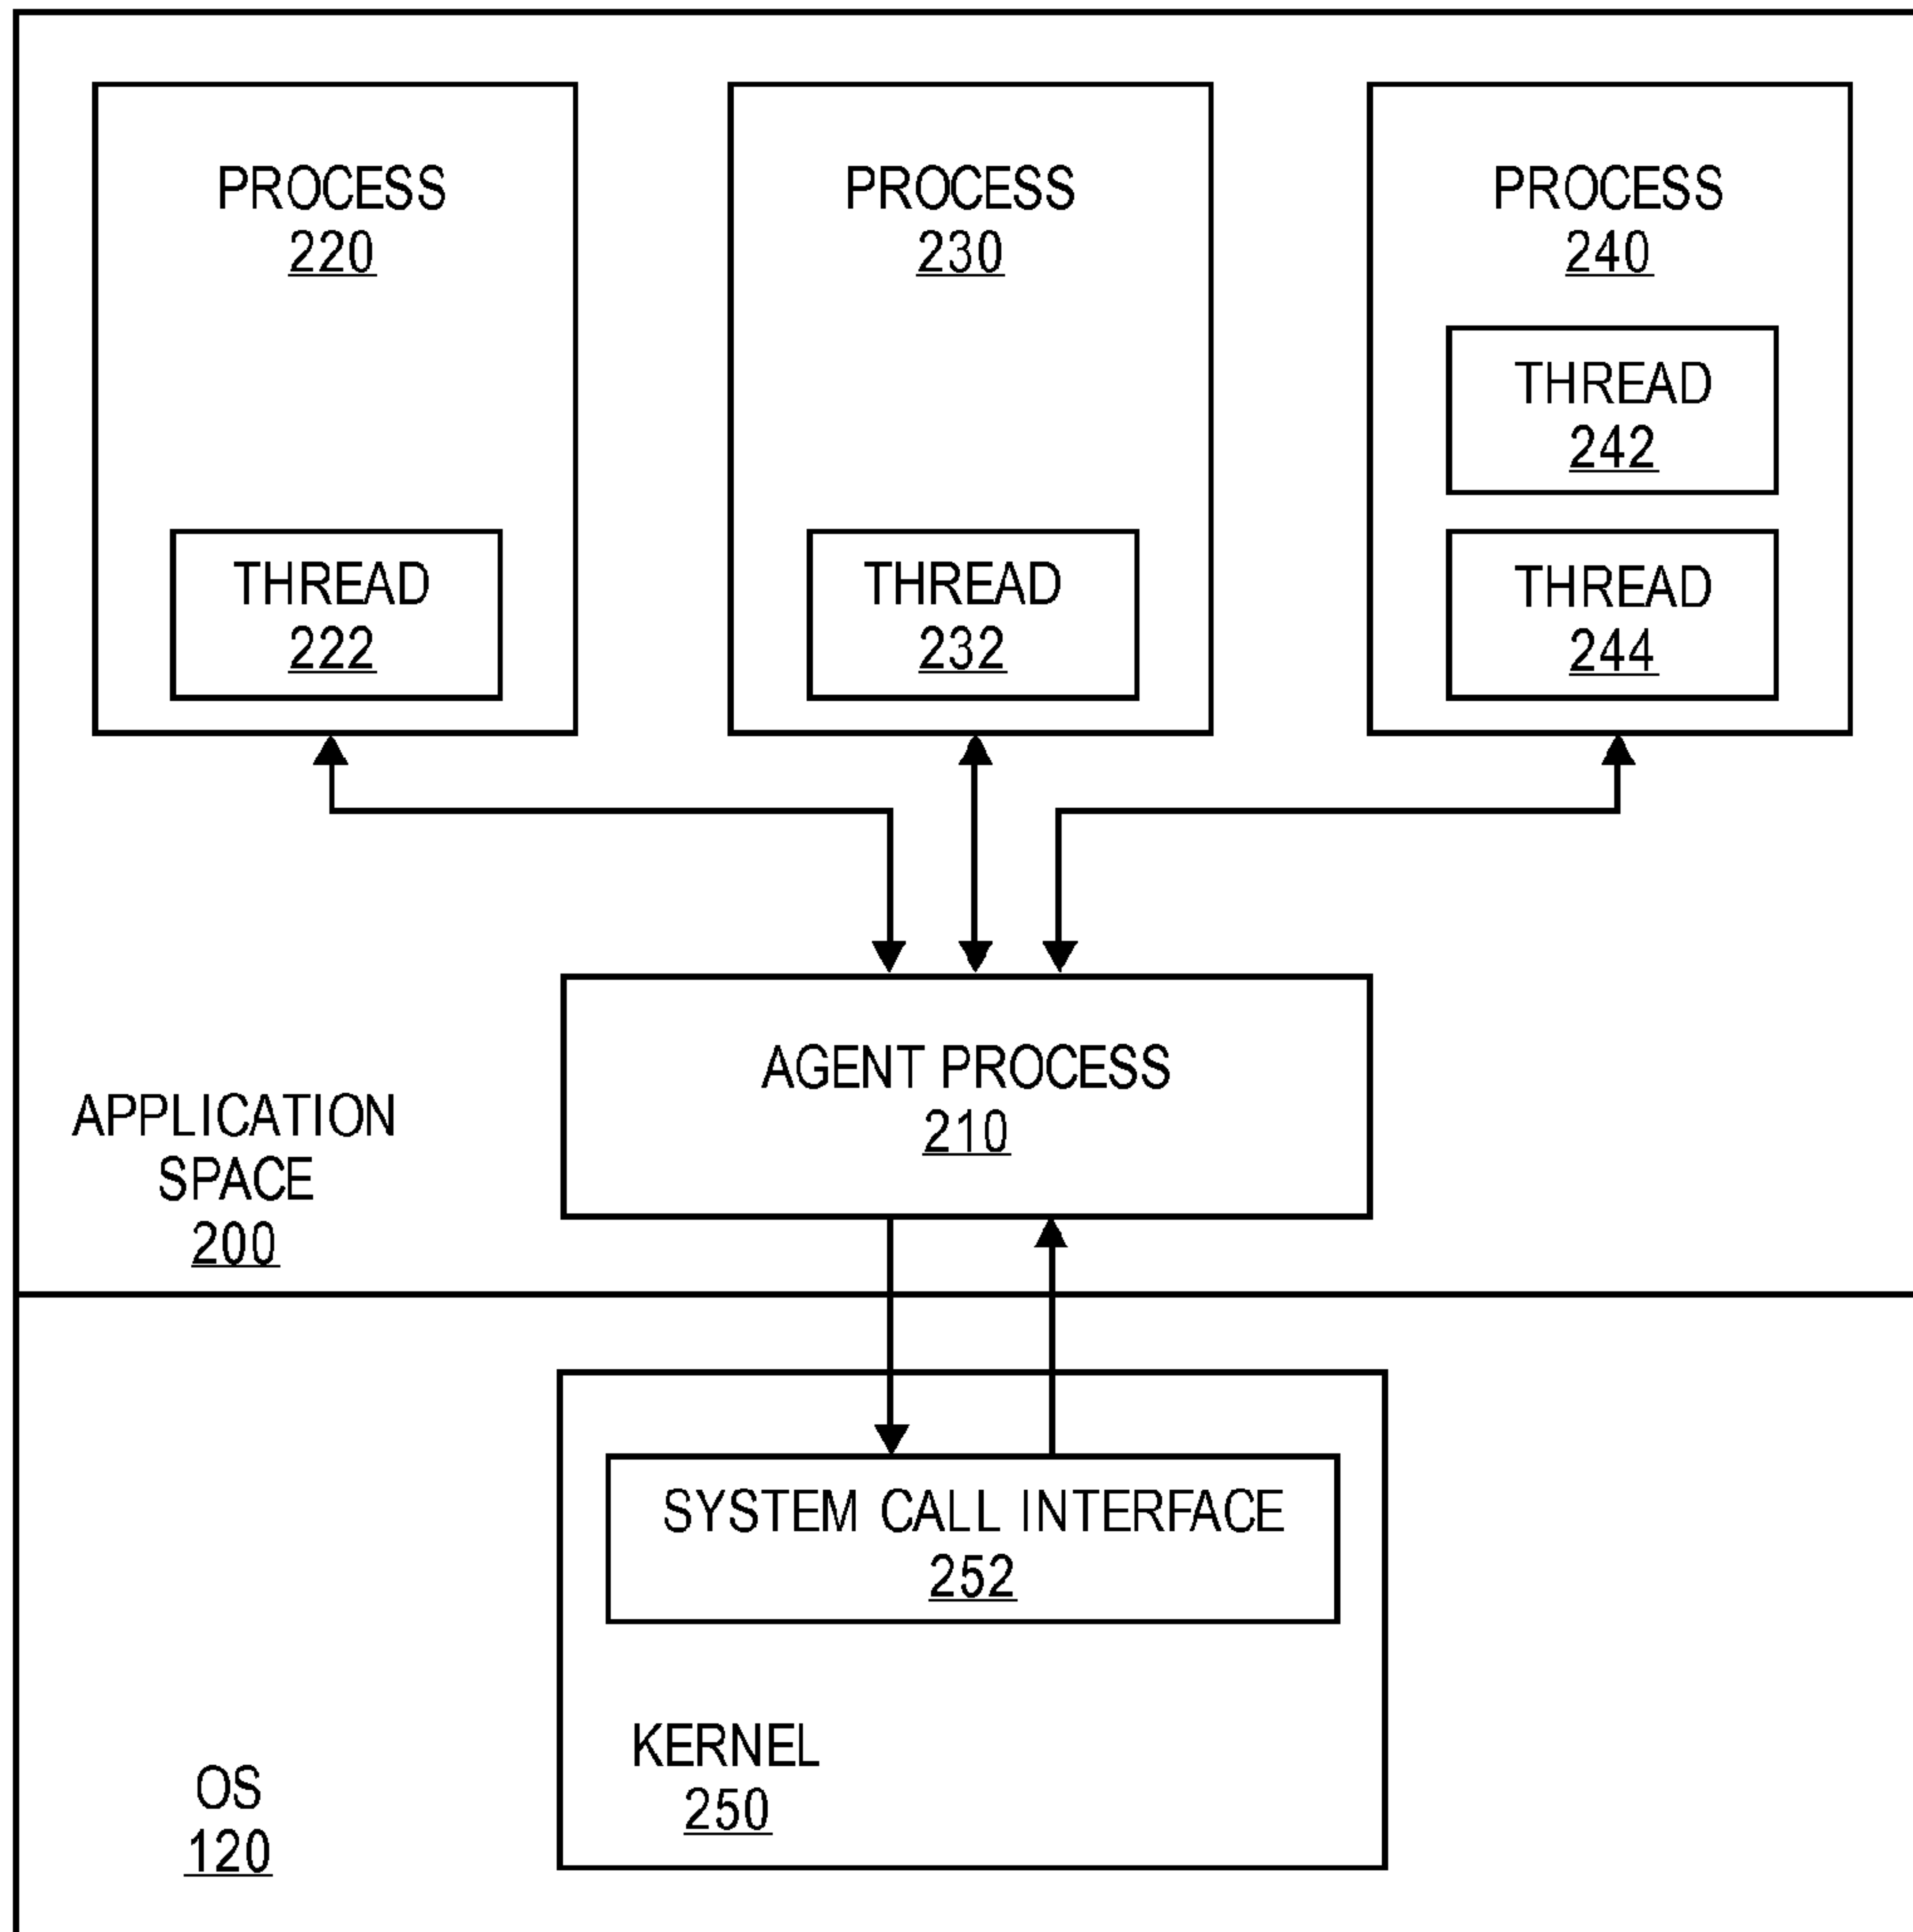 PROCESS
220
PROCESS
230
PROCESS
240
THREAD
242
THREAD
222
THREAD
232
THREAD
244
AGENT PROCESS
210
APPLICATION
SPACE
200
SYSTEM CALL INTERFACE
252
KERNEL
250
OS
120